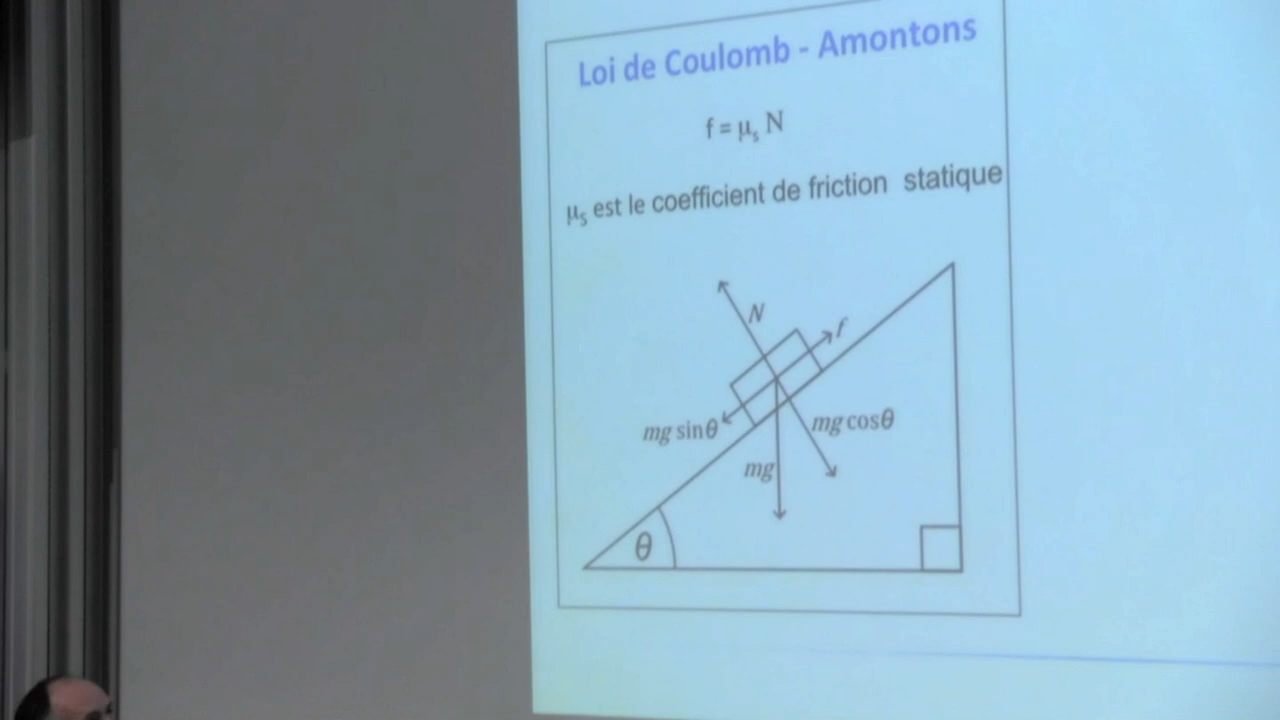 Loi de Coulomb - Amontons
f = μₛ N
μₛ est le coefficient de friction statique
N
f
mg sinθ
mg cosθ
mg
θ